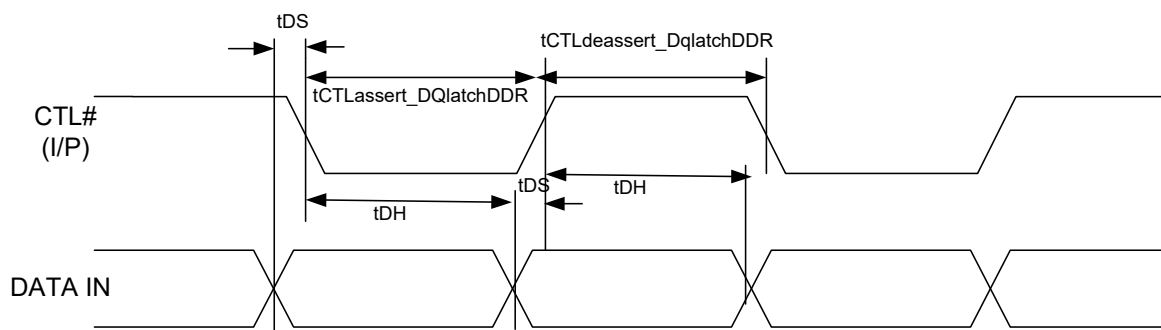 tDS
tCTLdeassert_DqlatchDDR
tCTLassert_DQlatchDDR
CTL#
(I/P)
tDS
tDH
tDH
DATA IN